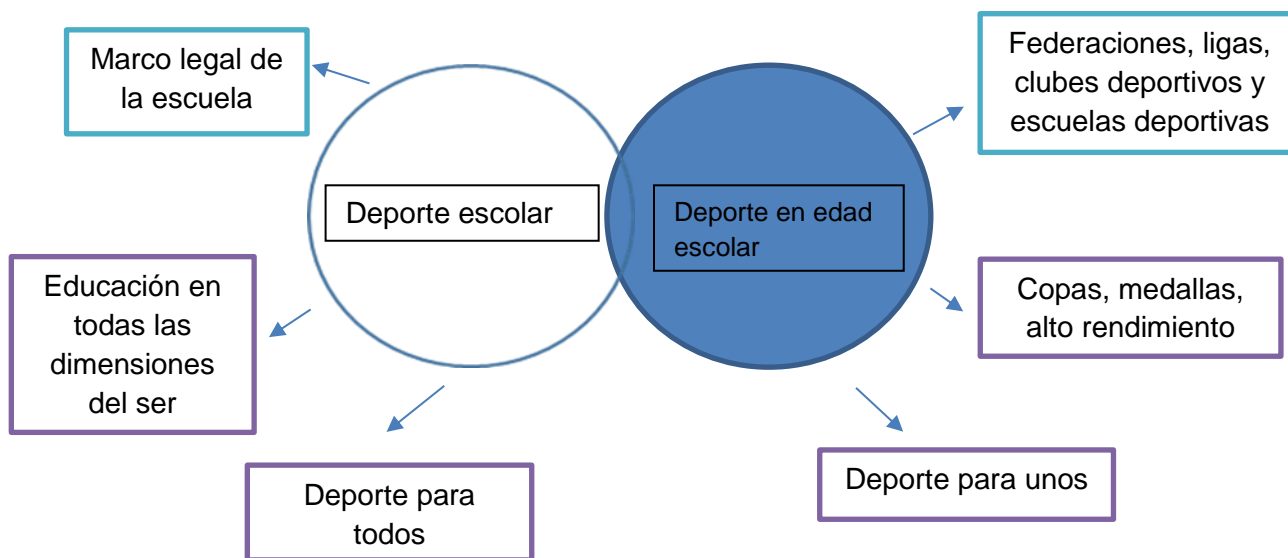 Marco legal de
la escuela
Federaciones, ligas,
clubes deportivos y
escuelas deportivas
Deporte escolar
Deporte en edad
escolar
Educación en
todas las
dimensiones
del ser
Copas, medallas,
alto rendimiento
Deporte para
todos
Deporte para unos